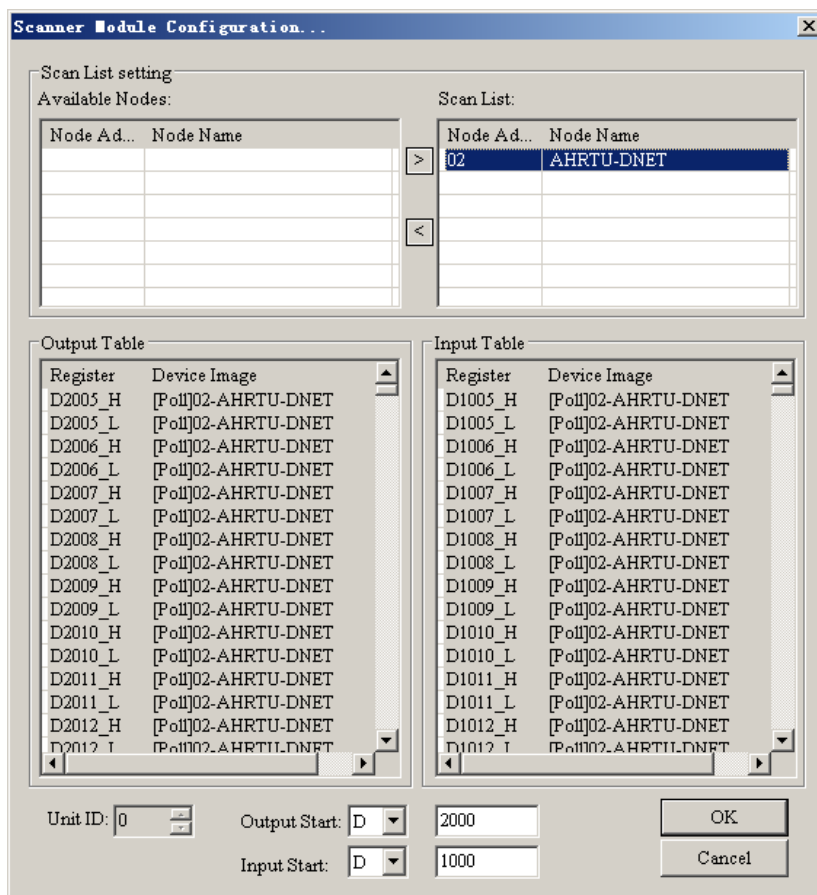 Scanner Module Configuration...
Scan List setting
Available Nodes:
Scan List:
Node Ad... Node Name
Node Ad... Node Name
>
02 AHRTU-DNET
<
Output Table
Register Device Image
D2005_H [Poll]02-AHRTU-DNET
D2005_L [Poll]02-AHRTU-DNET
D2006_H [Poll]02-AHRTU-DNET
D2006_L [Poll]02-AHRTU-DNET
D2007_H [Poll]02-AHRTU-DNET
D2007_L [Poll]02-AHRTU-DNET
D2008_H [Poll]02-AHRTU-DNET
D2008_L [Poll]02-AHRTU-DNET
D2009_H [Poll]02-AHRTU-DNET
D2009_L [Poll]02-AHRTU-DNET
D2010_H [Poll]02-AHRTU-DNET
D2010_L [Poll]02-AHRTU-DNET
D2011_H [Poll]02-AHRTU-DNET
D2011_L [Poll]02-AHRTU-DNET
D2012_H [Poll]02-AHRTU-DNET
D2012_L [Poll]02-AHRTU-DNET
Input Table
Register Device Image
D1005_H [Poll]02-AHRTU-DNET
D1005_L [Poll]02-AHRTU-DNET
D1006_H [Poll]02-AHRTU-DNET
D1006_L [Poll]02-AHRTU-DNET
D1007_H [Poll]02-AHRTU-DNET
D1007_L [Poll]02-AHRTU-DNET
D1008_H [Poll]02-AHRTU-DNET
D1008_L [Poll]02-AHRTU-DNET
D1009_H [Poll]02-AHRTU-DNET
D1009_L [Poll]02-AHRTU-DNET
D1010_H [Poll]02-AHRTU-DNET
D1010_L [Poll]02-AHRTU-DNET
D1011_H [Poll]02-AHRTU-DNET
D1011_L [Poll]02-AHRTU-DNET
D1012_H [Poll]02-AHRTU-DNET
D1012_L [Poll]02-AHRTU-DNET
Unit ID: 0
Output Start: D 2000
OK
Input Start: D 1000
Cancel